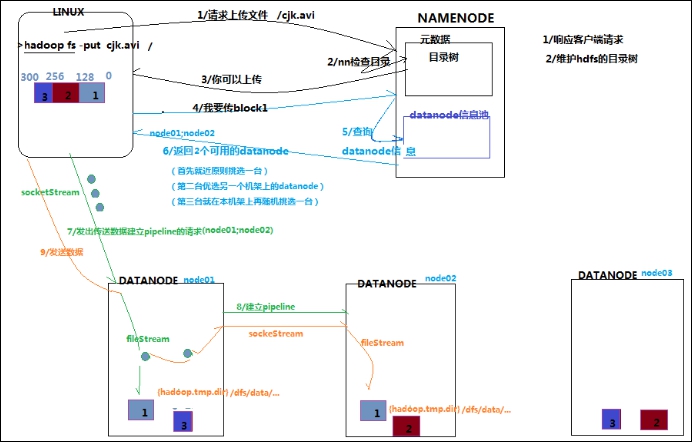 LINUX
>hadoop fs -put cjk.avi /
300 256 128 0
3 2 1
1/请求上传文件 /cjk.avi
2/nn检查目录
3/你可以上传
4/我要传block1
NAMENODE
元数据
目录树
1/响应客户端请求
2/维护hdfs的目录树
datanode信息池
5/查询
datanode信 息
node01;node02
6/返回2个可用的datanode
（首先就近原则挑选一台）
（第二台优选另一个机架上的datanode）
（第三台就在本机架上再随机挑选一台）
socketStream
7/发出传送数据建立pipeline的请求(node01;node02)
9/发送数据
DATANODE node01
DATANODE node02
DATANODE node03
8/建立pipeline
sockeStream
fileStream
fileStream
(hadoop.tmp.dir)/dfs/data/...
1
3
(hadoop.tmp.dir)/dfs/data/...
1
2
3
2